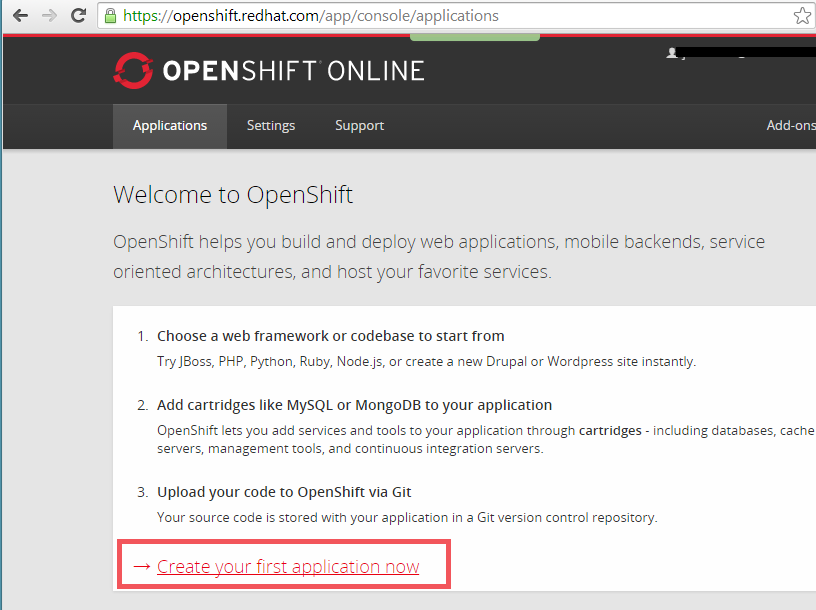 https://openshift.redhat.com/app/console/applications
OPENSHIFT ONLINE
Applications Settings Support Add-ons
Welcome to OpenShift
OpenShift helps you build and deploy web applications, mobile backends, service
oriented architectures, and host your favorite services.
1. Choose a web framework or codebase to start from
Try JBoss, PHP, Python, Ruby, Node.js, or create a new Drupal or Wordpress site instantly.
2. Add cartridges like MySQL or MongoDB to your application
OpenShift lets you add services and tools to your application through cartridges - including databases, cache
servers, management tools, and continuous integration servers.
3. Upload your code to OpenShift via Git
Your source code is stored with your application in a Git version control repository.
→ Create your first application now